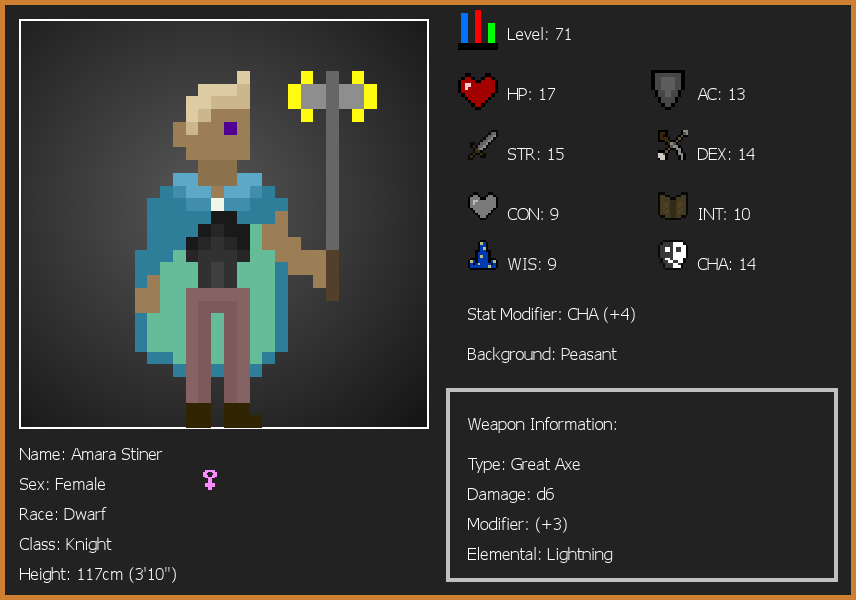 Level: 71
HP: 17
AC: 13
STR: 15
DEX: 14
CON: 9
INT: 10
WIS: 9
CHA: 14
Stat Modifier: CHA (+4)
Background: Peasant
Weapon Information:
Type: Great Axe
Damage: d6
Modifier: (+3)
Elemental: Lightning
Name: Amara Stiner
Sex: Female
Race: Dwarf
Class: Knight
Height: 117cm (3'10")